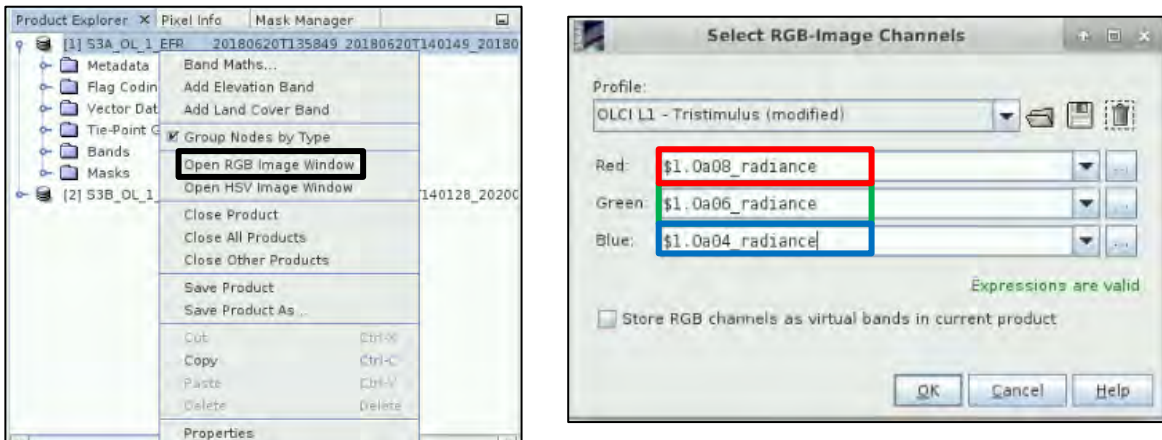 Product Explorer × Pixel Info Mask Manager
[1] S3A_OL_1_EFR 20180620T135849_20180620T140149_20180
Metadata
Flag Codin
Vector Dat
Tie-Point G
Bands
Masks
[2] S3B_OL_1_
T140128_20200
Band Maths...
Add Elevation Band
Add Land Cover Band
Group Nodes by Type
Open RGB Image Window
Open HSV Image Window
Close Product
Close All Products
Close Other Products
Save Product
Save Product As...
Cut Ctrl-X
Copy Ctrl-C
Paste Ctrl-V
Delete Delete
Properties
Select RGB-Image Channels
Profile:
OLCI L1 - Tristimulus (modified)
Red: $1.Oa08_radiance
Green: $1.Oa06_radiance
Blue: $1.Oa04_radiance
Expressions are valid
Store RGB channels as virtual bands in current product
OK Cancel Help